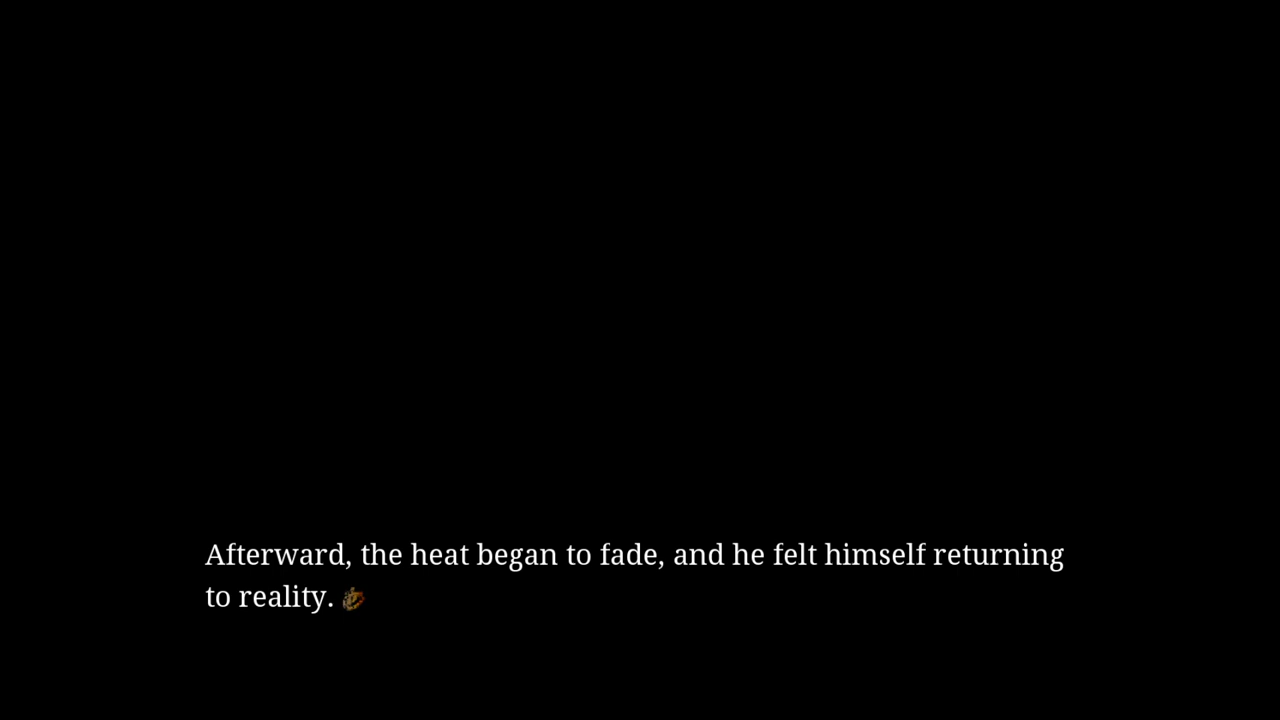 Afterward, the heat began to fade, and he felt himself returning
to reality.